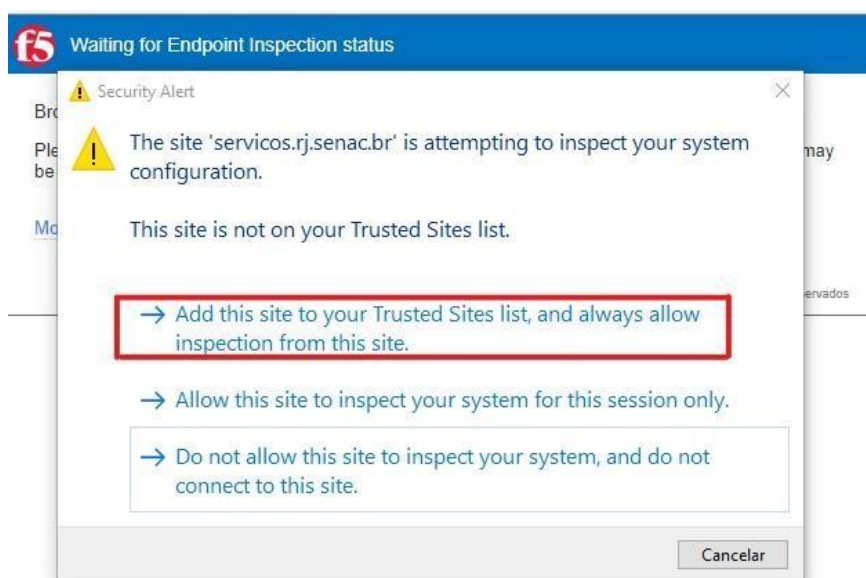 f5 Waiting for Endpoint Inspection status
Security Alert
The site 'servicos.rj.senac.br' is attempting to inspect your system
configuration.
may
be
This site is not on your Trusted Sites list.
Add this site to your Trusted Sites list, and always allow
inspection from this site.
Allow this site to inspect your system for this session only.
Do not allow this site to inspect your system, and do not
connect to this site.
Cancelar